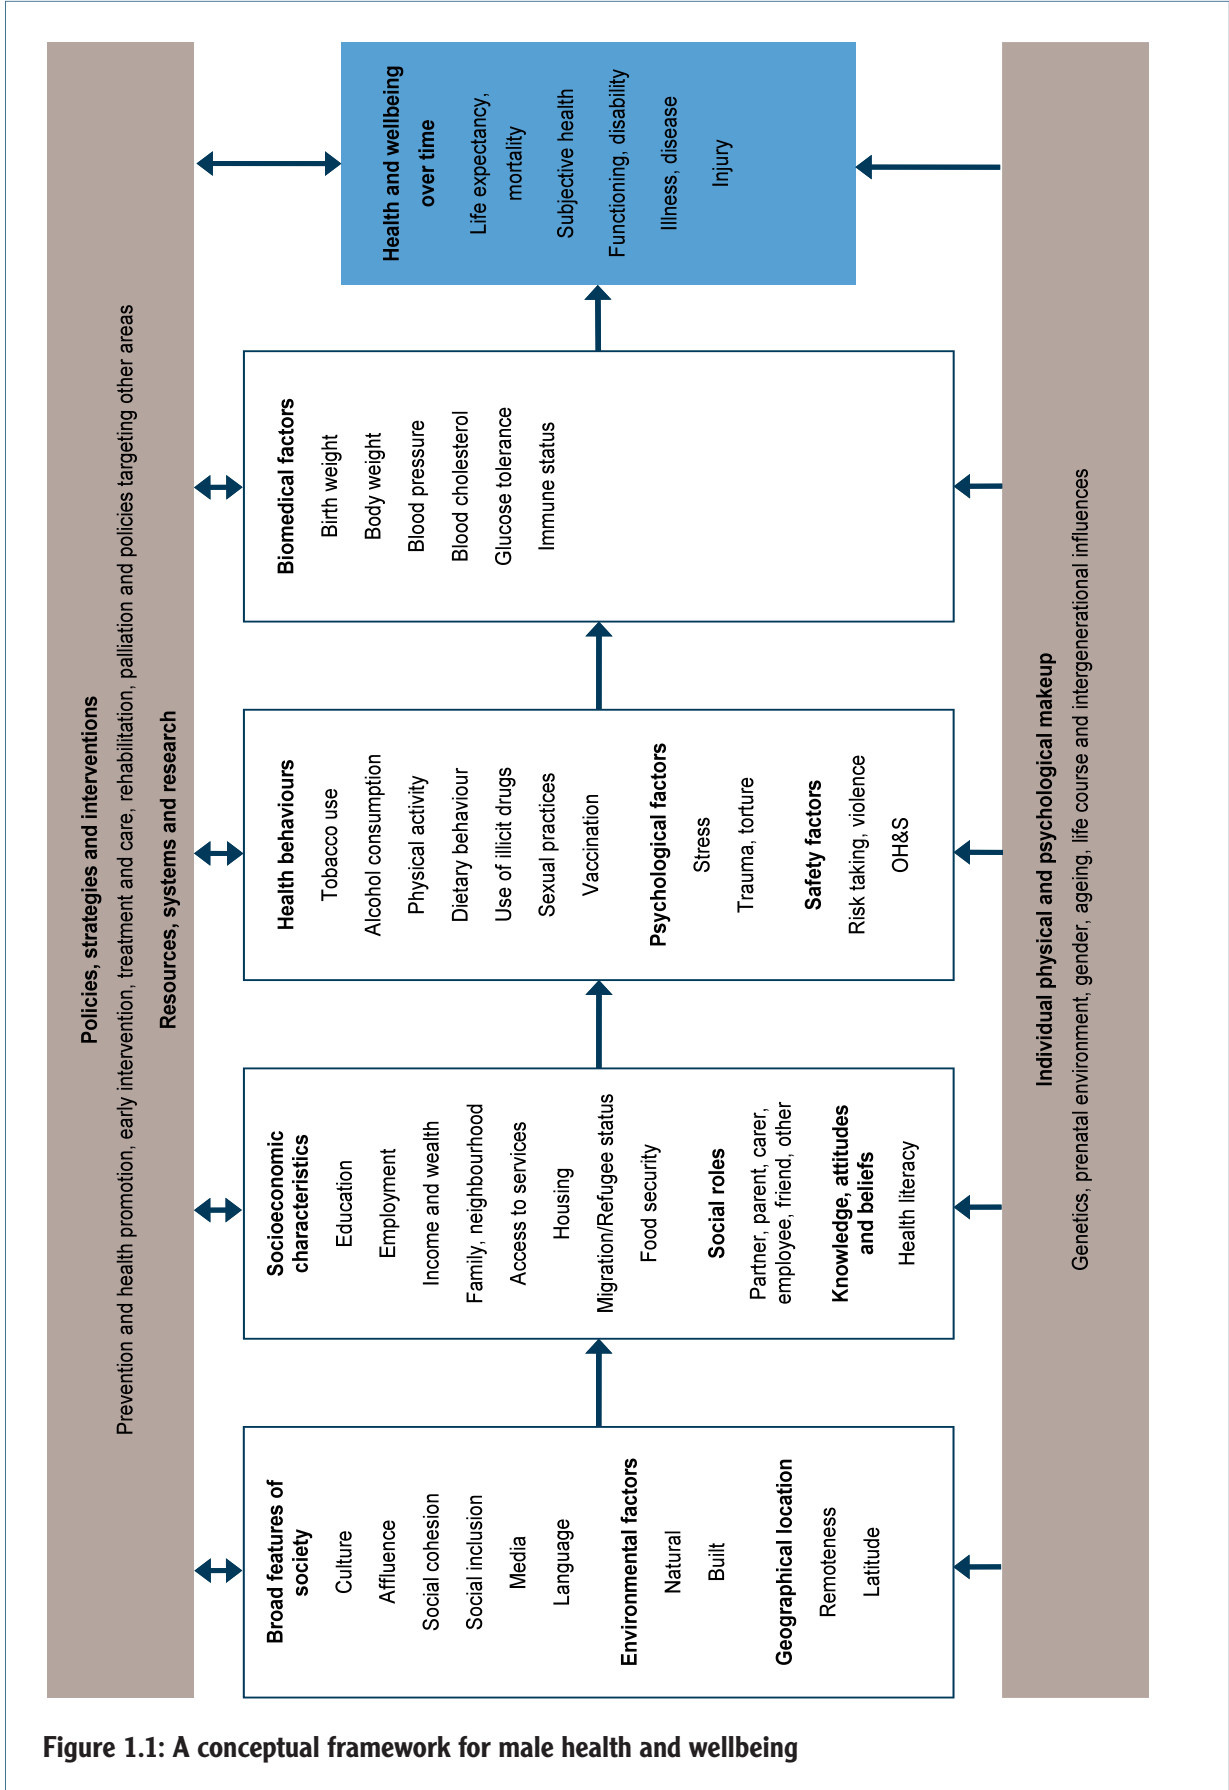 Policies, strategies and interventions
Prevention and health promotion, early intervention, treatment and care, rehabilitation, palliation and policies targeting other areas
Resources, systems and research
Broad features of
society
Culture
Affluence
Social cohesion
Social inclusion
Media
Language
Environmental factors
Natural
Built
Geographical location
Remoteness
Latitude
Socioeconomic
characteristics
Education
Employment
Income and wealth
Family, neighbourhood
Access to services
Housing
Migration/Refugee status
Food security
Social roles
Partner, parent, carer,
employee, friend, other
Knowledge, attitudes
and beliefs
Health literacy
Health behaviours
Tobacco use
Alcohol consumption
Physical activity
Dietary behaviour
Use of illicit drugs
Sexual practices
Vaccination
Psychological factors
Stress
Trauma, torture
Safety factors
Risk taking, violence
OH&S
Biomedical factors
Birth weight
Body weight
Blood pressure
Blood cholesterol
Glucose tolerance
Immune status
Health and wellbeing
over time
Life expectancy,
mortality
Subjective health
Functioning, disability
Illness, disease
Injury
Individual physical and psychological makeup
Genetics, prenatal environment, gender, ageing, life course and intergenerational influences
Figure 1.1: A conceptual framework for male health and wellbeing